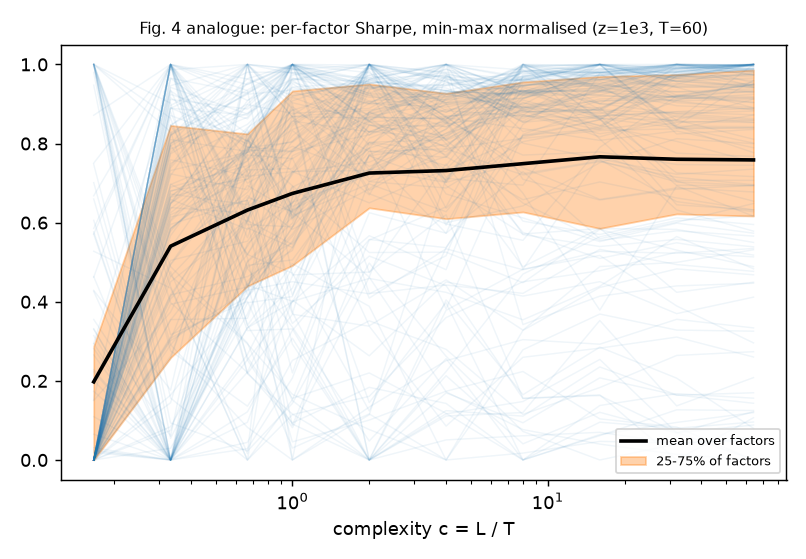 Fig. 4 analogue: per-factor Sharpe, min-max normalised (z=1e3, T=60)
1.0
0.8
0.6
0.4
0.2
0.0
10⁰ 10¹
complexity c = L / T
mean over factors
25-75% of factors